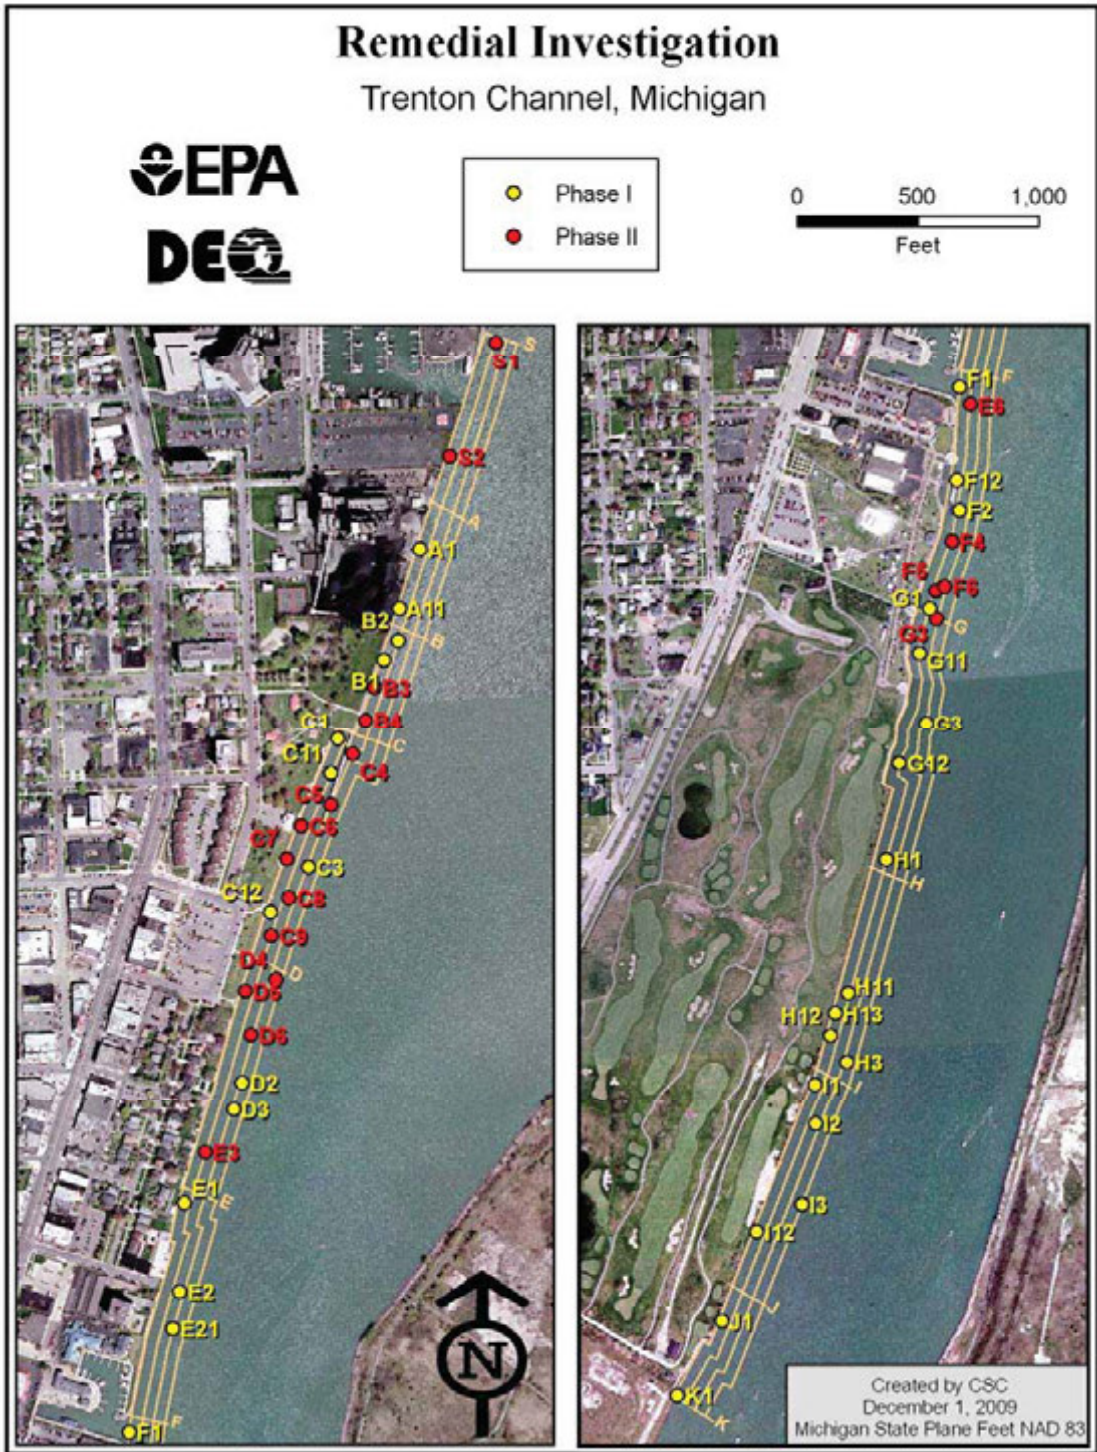 Remedial Investigation
Trenton Channel, Michigan
EPA
DEQ
Phase I
Phase II
0 500 1,000
Feet
S
S1
S2
A
A1
A11
B2
B
B1
B3
B4
C1
C
C11
C4
C5
C6
C7
C3
C12
C8
C9
D4
D
D5
D6
D2
D3
E3
E1
E
E2
E21
F
F1
N
F1
F
E6
F12
F2
F4
F5
F6
G1
G
G3
G11
G3
G12
H1
H
H11
H12
H13
H3
I1
I
I2
I3
I12
J
J1
K1
K
Created by CSC
December 1, 2009
Michigan State Plane Feet NAD 83